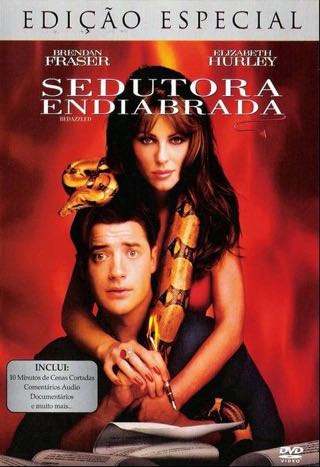 EDIÇÃO ESPECIAL
BRENDAN FRASER
ELIZABETH HURLEY
SEDUTORA
ENDIABRADA
BEDAZZLED
INCLUI:
10 Minutos de Cenas Cortadas
Comentários Audio
Documentários
e muito mais...
DVD
VIDEO